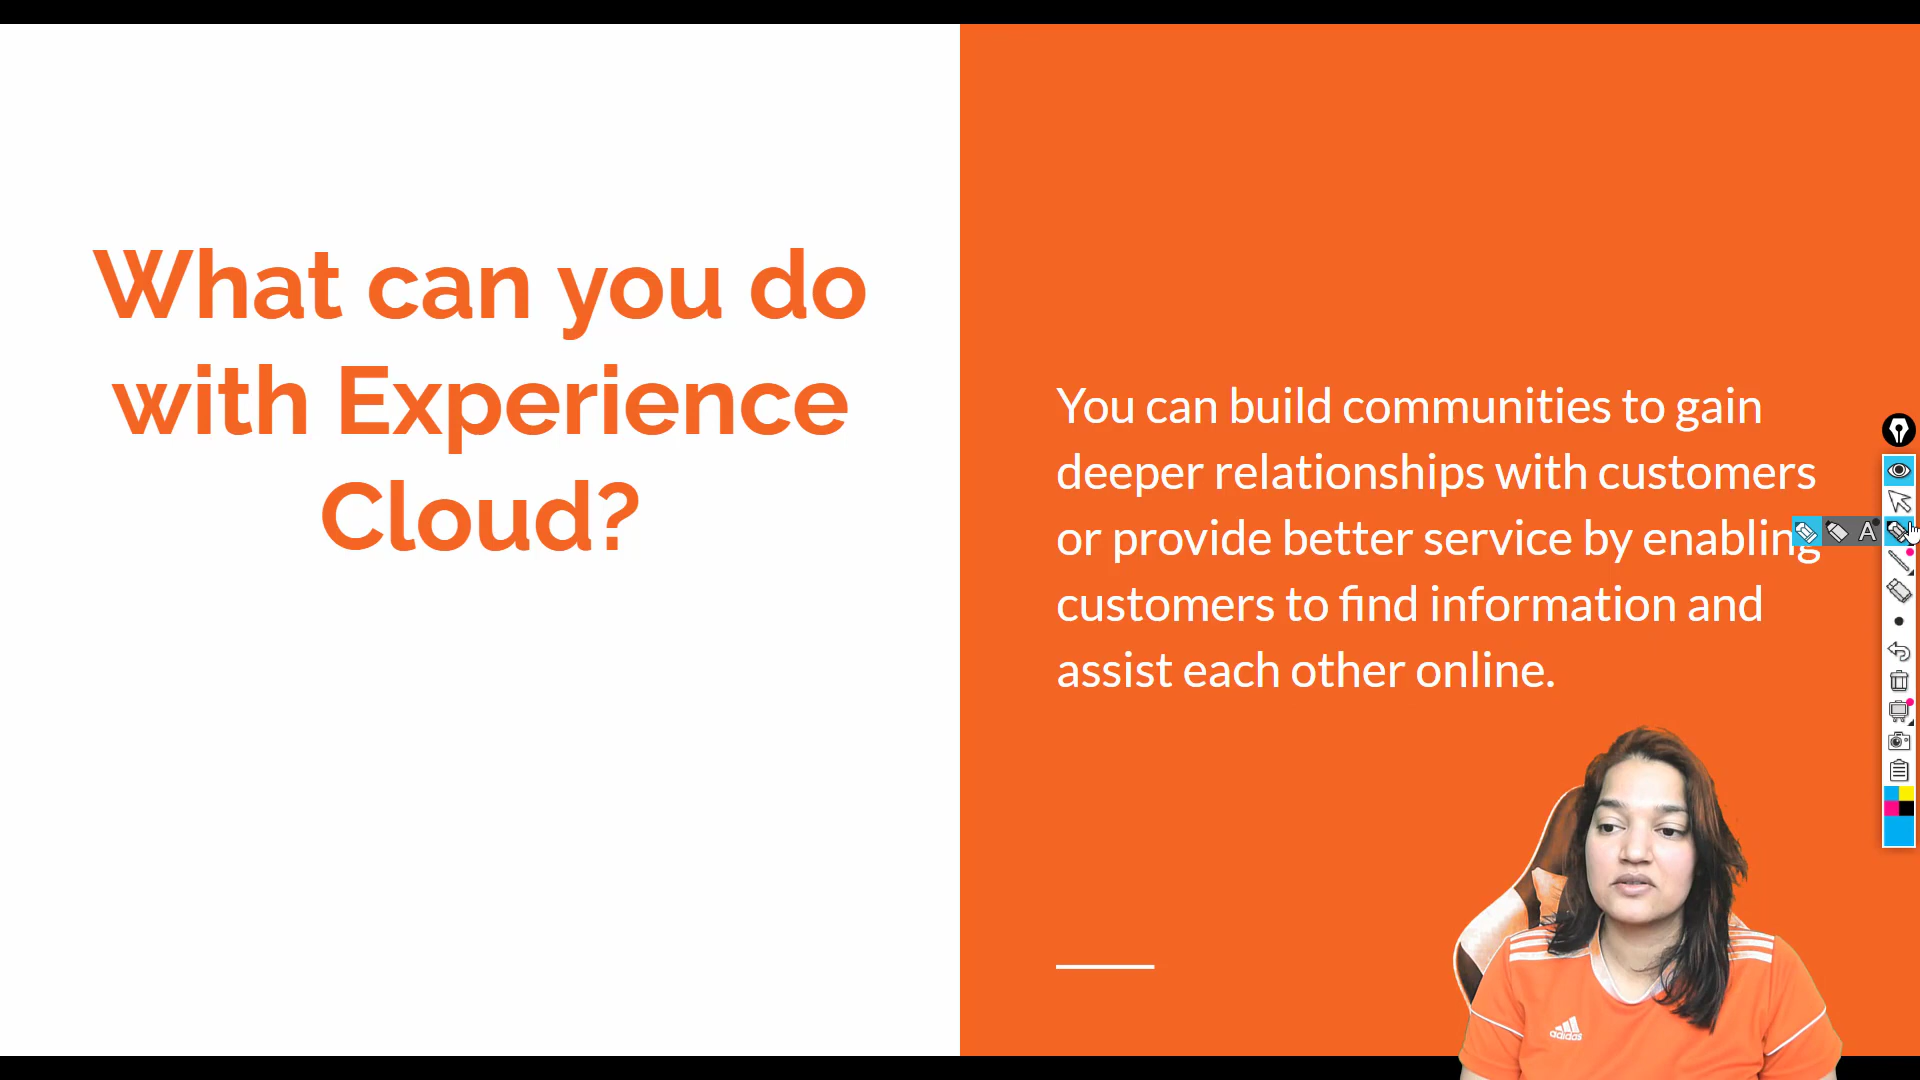 What can you do
with Experience
Cloud?
You can build communities to gain
deeper relationships with customers
or provide better service by enabling
customers to find information and
assist each other online.
A
adidas